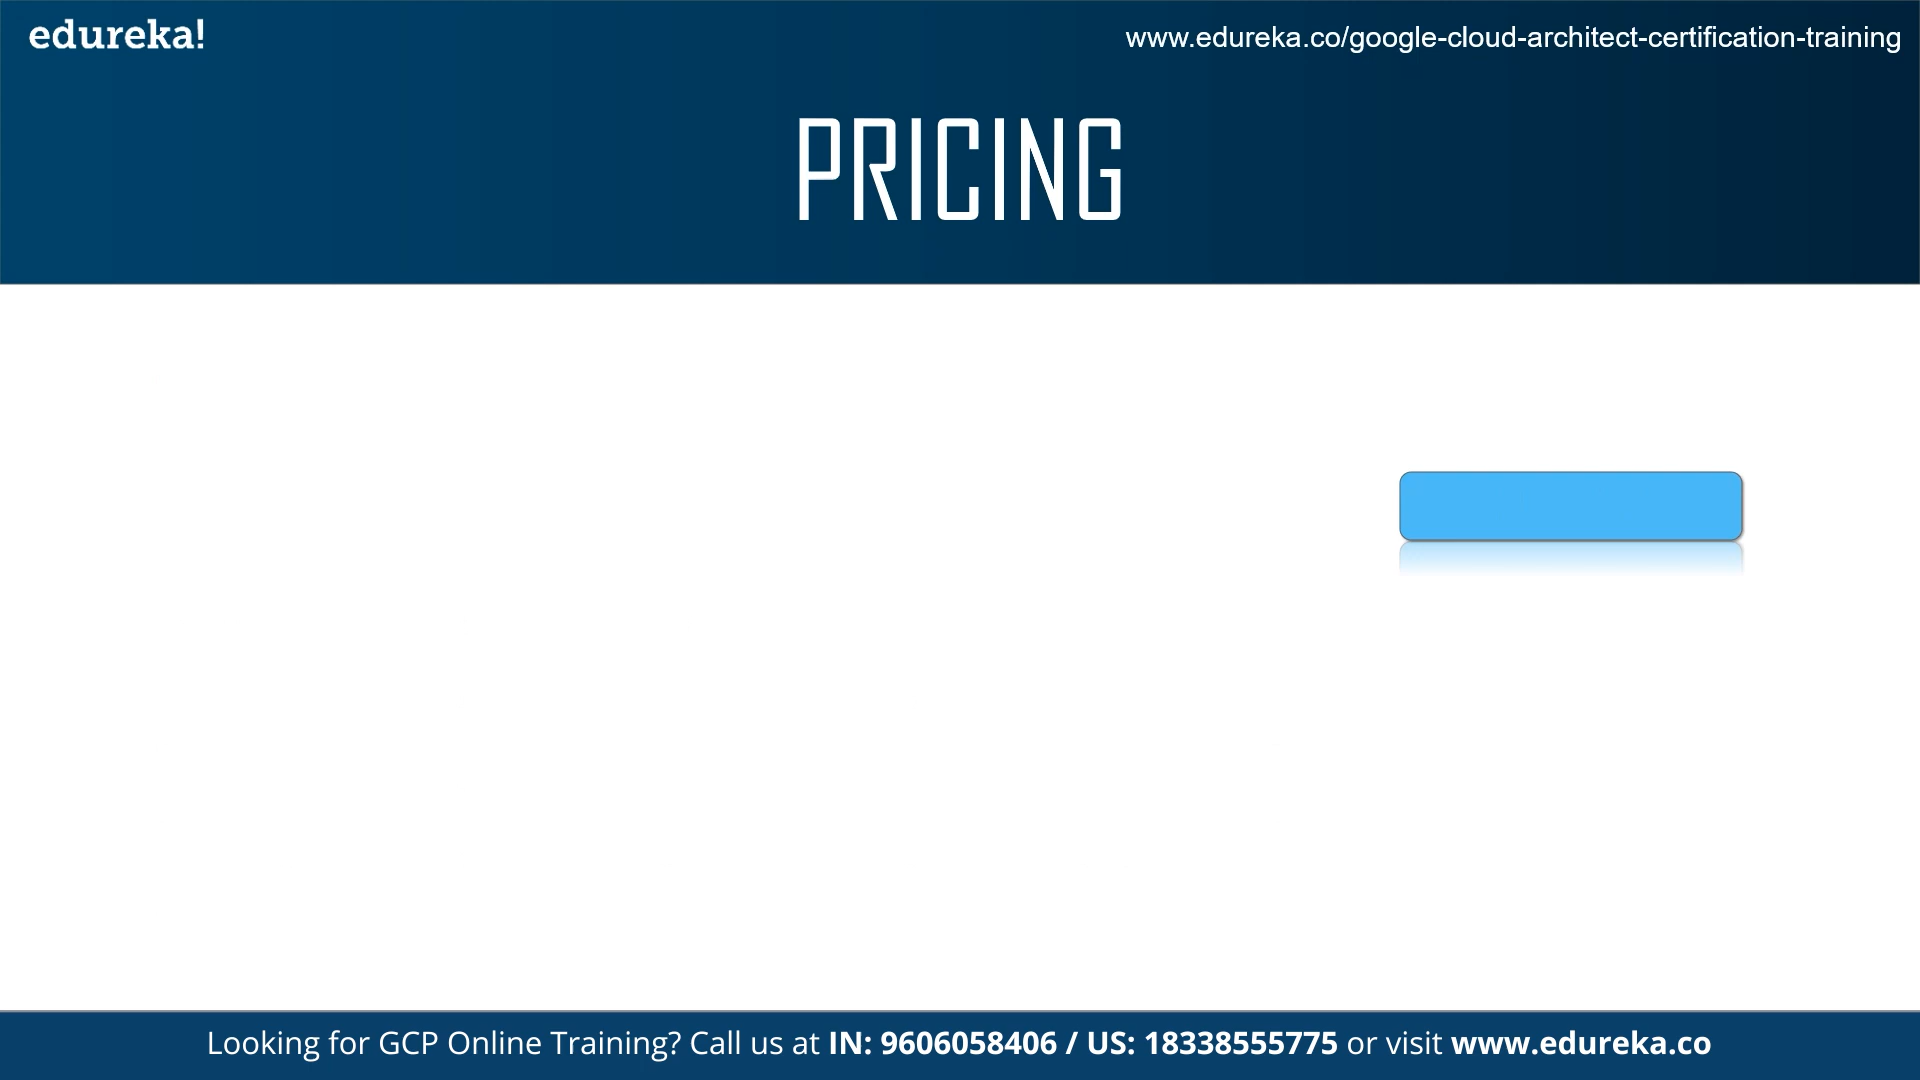 edureka!
www.edureka.co/google-cloud-architect-certification-training
PRICING
Looking for GCP Online Training? Call us at IN: 9606058406 / US: 18338555775 or visit www.edureka.co